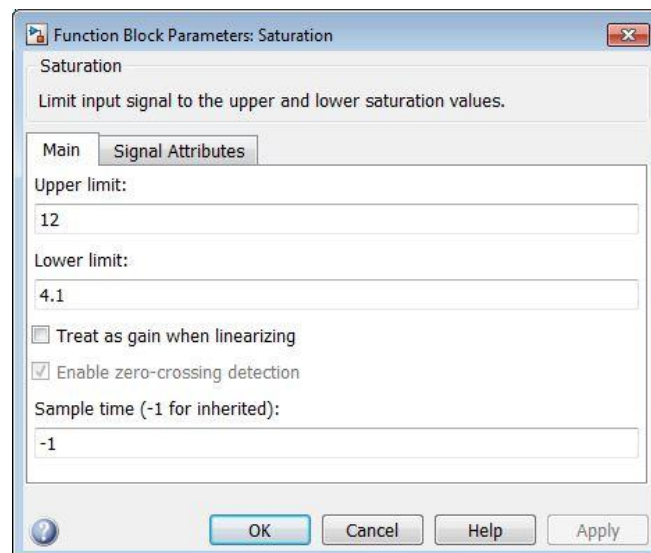 Function Block Parameters: Saturation
Saturation
Limit input signal to the upper and lower saturation values.
Main Signal Attributes
Upper limit:
12
Lower limit:
4.1
Treat as gain when linearizing
Enable zero-crossing detection
Sample time (-1 for inherited):
-1
OK Cancel Help Apply